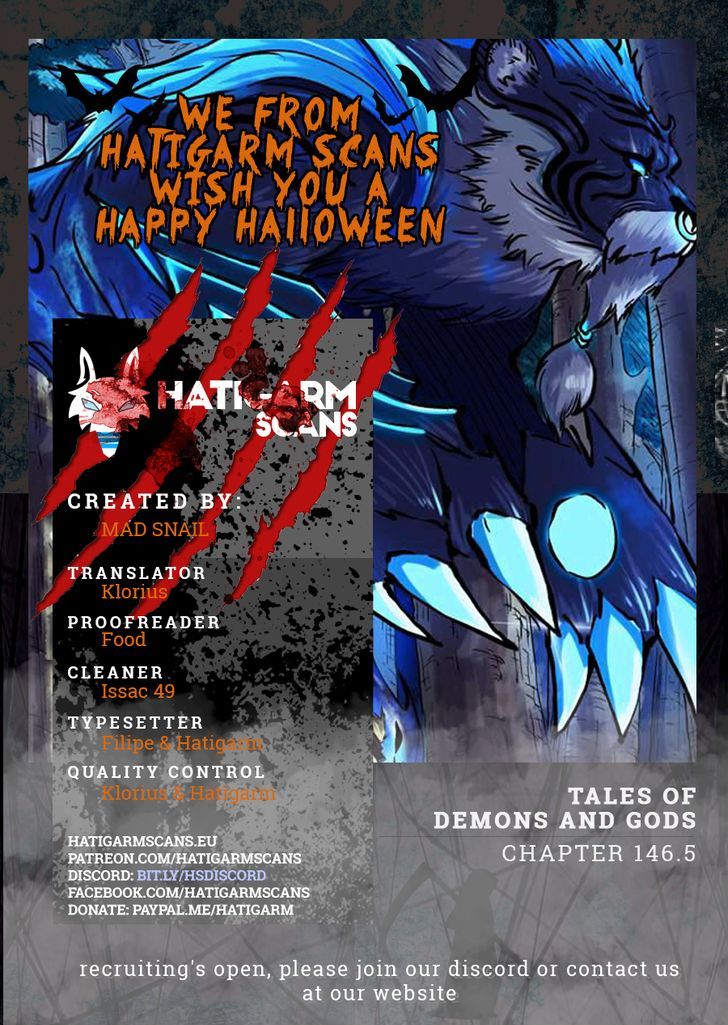 WE FROM
HATIGARM SCANS
WISH YOU A
HAPPY HAllOWEEN
HATIGARM
SCANS
CREATED BY:
MAD SNAIL
TRANSLATOR
Klorius
PROOFREADER
Food
CLEANER
Issac 49
TYPESETTER
Filipe & Hatigarm
QUALITY CONTROL
Klorius & Hatigarm
HATIGARMSCANS.EU
PATREON.COM/HATIGARMSCANS
DISCORD: BIT.LY/HSDISCORD
FACEBOOK.COM/HATIGARMSCANS
DONATE: PAYPAL.ME/HATIGARM
TALES OF
DEMONS AND GODS
CHAPTER 146.5
recruiting's open, please join our discord or contact us
at our website